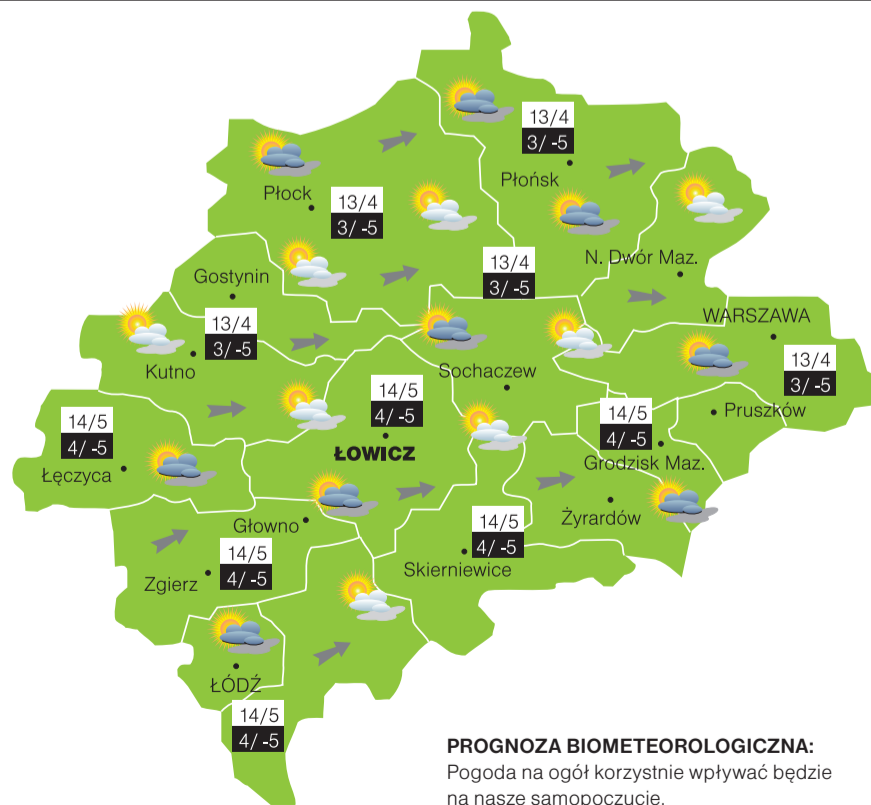 13/4
3/ -5
Płońsk
Płock
13/4
3/ -5
N. Dwór Maz.
13/4
3/ -5
Gostynin
WARSZAWA
13/4
3/ -5
Kutno
13/4
3/ -5
Sochaczew
14/5
4/ -5
ŁOWICZ
Pruszków
14/5
4/ -5
Grodzisk Maz.
14/5
4/ -5
Łęczyca
Żyrardów
Głowno
14/5
4/ -5
Skierniewice
14/5
4/ -5
Zgierz
ŁÓDŹ
14/5
4/ -5
PROGNOZA BIOMETEOROLOGICZNA:
Pogoda na ogół korzystnie wpływać będzie
na nasze samopoczucie.